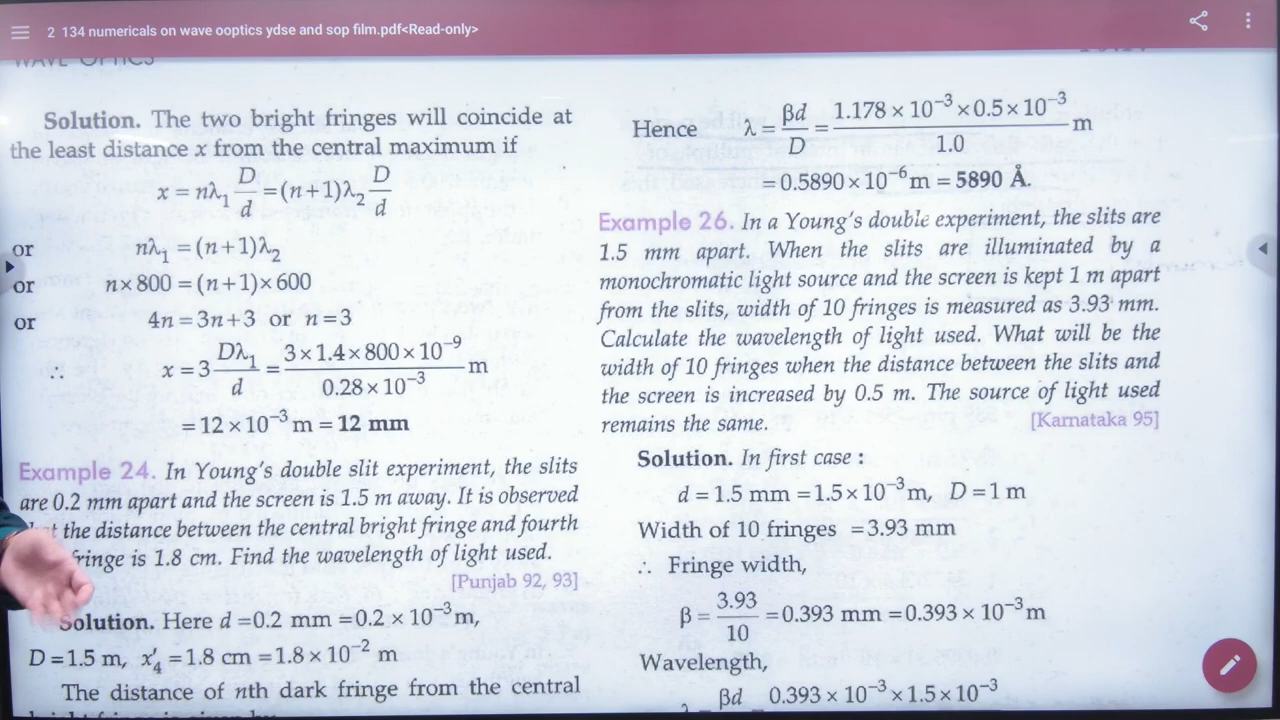 2 134 numericals on wave ooptics ydse and sop film.pdf<Read-only>
WAVE OPTICS
Solution. The two bright fringes will coincide at
the least distance x from the central maximum if
x = nλ₁ D/d = (n+1)λ₂ D/d
or nλ₁ = (n+1)λ₂
or n×800 = (n+1)×600
or 4n = 3n+3 or n = 3
∴ x = 3 Dλ₁/d = 3×1.4×800×10⁻⁹/0.28×10⁻³ m
= 12×10⁻³ m = 12 mm
Example 24. In Young's double slit experiment, the slits
are 0.2 mm apart and the screen is 1.5 m away. It is observed
the distance between the central bright fringe and fourth
fringe is 1.8 cm. Find the wavelength of light used.
[Punjab 92, 93]
Solution. Here d = 0.2 mm = 0.2 × 10⁻³ m,
D = 1.5 m, x′₄ = 1.8 cm = 1.8 × 10⁻² m
The distance of nth dark fringe from the central
Hence λ = βd/D = 1.178 × 10⁻³ × 0.5 × 10⁻³/1.0 m
= 0.5890 × 10⁻⁶ m = 5890 Å.
Example 26. In a Young's double experiment, the slits are
1.5 mm apart. When the slits are illuminated by a
monochromatic light source and the screen is kept 1 m apart
from the slits, width of 10 fringes is measured as 3.93 mm.
Calculate the wavelength of light used. What will be the
width of 10 fringes when the distance between the slits and
the screen is increased by 0.5 m. The source of light used
remains the same. [Karnataka 95]
Solution. In first case :
d = 1.5 mm = 1.5 × 10⁻³ m, D = 1 m
Width of 10 fringes = 3.93 mm
∴ Fringe width,
β = 3.93/10 = 0.393 mm = 0.393 × 10⁻³ m
Wavelength,
βd 0.393 × 10⁻³ × 1.5 × 10⁻³